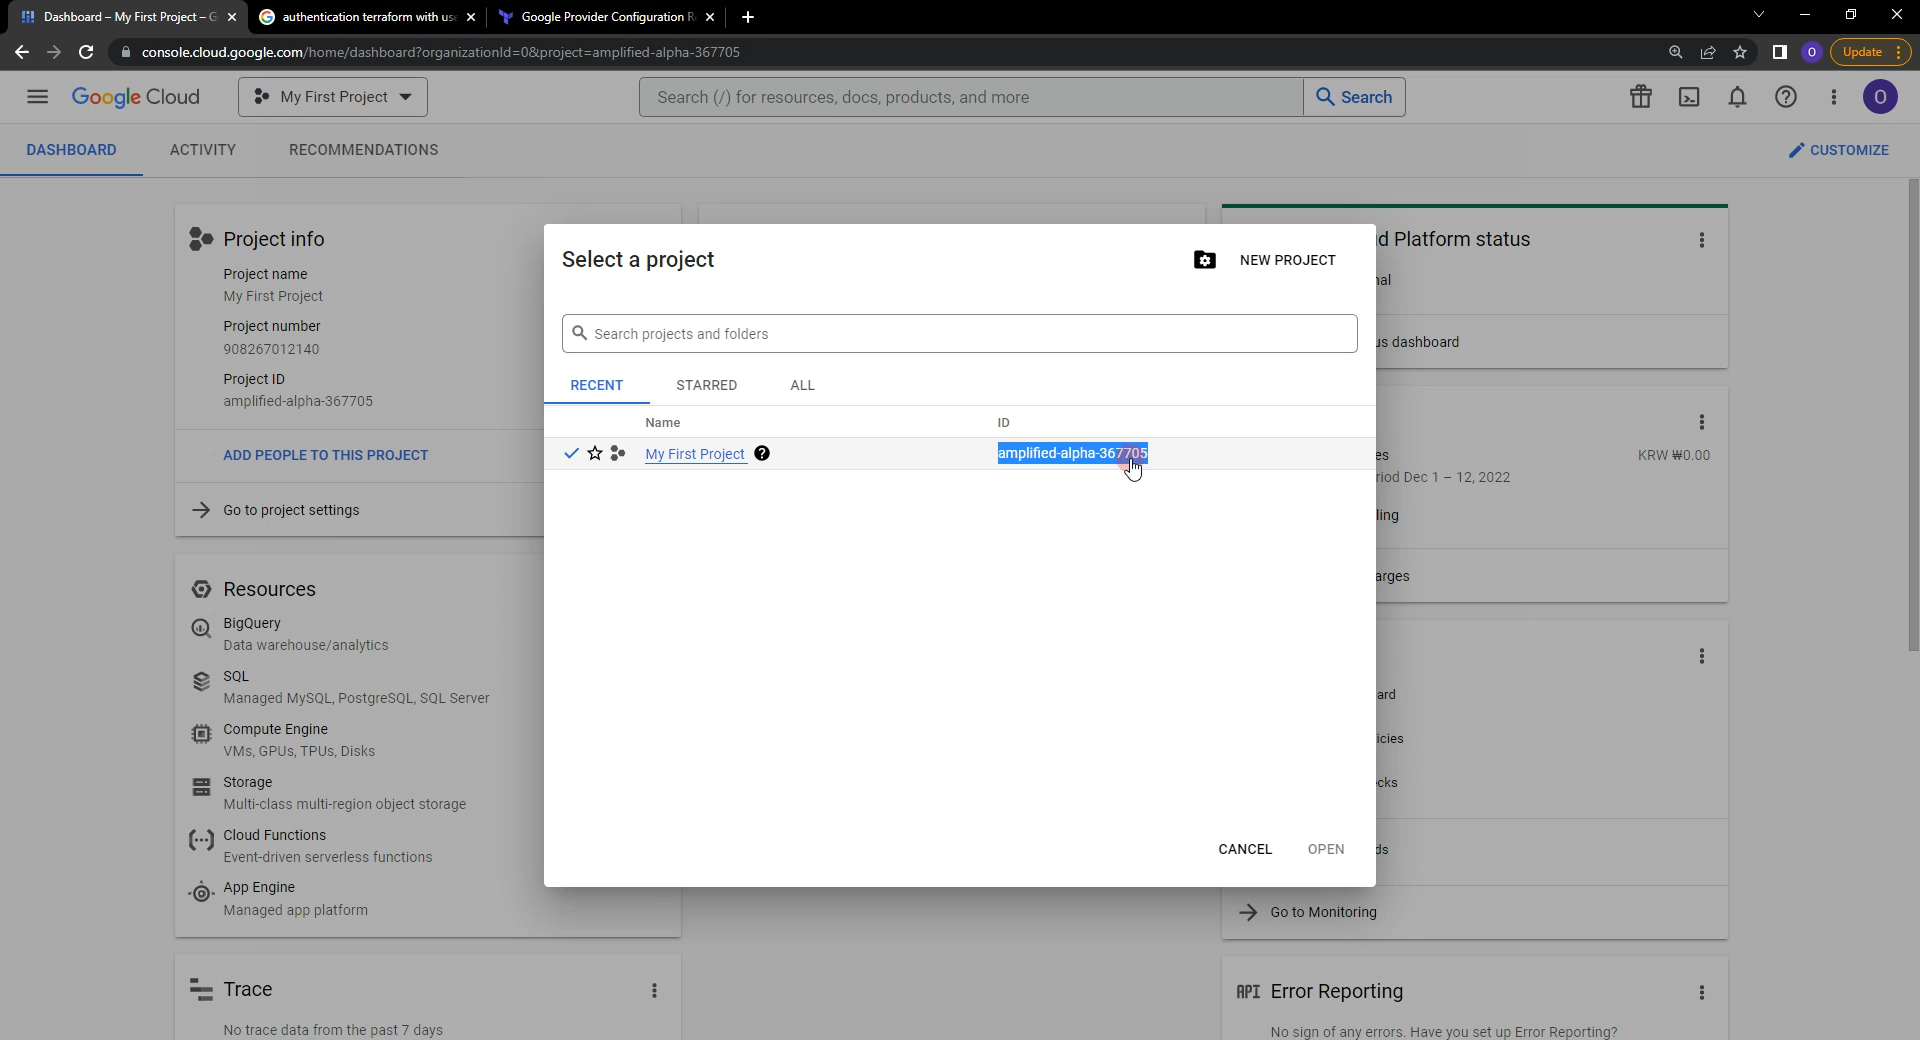 Dashboard – My First Project – G
authentication terraform with use
Google Provider Configuration R
console.cloud.google.com/home/dashboard?organizationId=0&project=amplified-alpha-367705
O
Update
Google Cloud
My First Project
Search (/) for resources, docs, products, and more
Search
O
DASHBOARD
ACTIVITY
RECOMMENDATIONS
CUSTOMIZE
Project info
Project name
My First Project
Project number
908267012140
Project ID
amplified-alpha-367705
ADD PEOPLE TO THIS PROJECT
Go to project settings
Resources
BigQuery
Data warehouse/analytics
SQL
Managed MySQL, PostgreSQL, SQL Server
Compute Engine
VMs, GPUs, TPUs, Disks
Storage
Multi-class multi-region object storage
Cloud Functions
Event-driven serverless functions
App Engine
Managed app platform
Trace
No trace data from the past 7 days
Select a project
NEW PROJECT
Search projects and folders
RECENT
STARRED
ALL
Name
ID
My First Project
amplified-alpha-367705
CANCEL
OPEN
d Platform status
nal
us dashboard
es
KRW ₩0.00
riod Dec 1 – 12, 2022
ling
arges
ard
icies
ecks
ds
Go to Monitoring
API
Error Reporting
No sign of any errors. Have you set up Error Reporting?